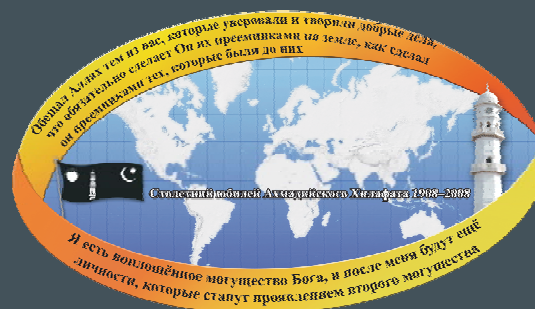 Обещал Аллах тем из вас, которые уверовали и творили добрые дела,
что обязательно сделает Он их преемниками на земле, как сделал
он преемниками тех, которые были до них
Столетний юбилей Ахмадийского Хилафата 1908–2008
Я есть воплощённое могущество Бога, и после меня будут ещё
личности, которые станут проявлением второго могущества